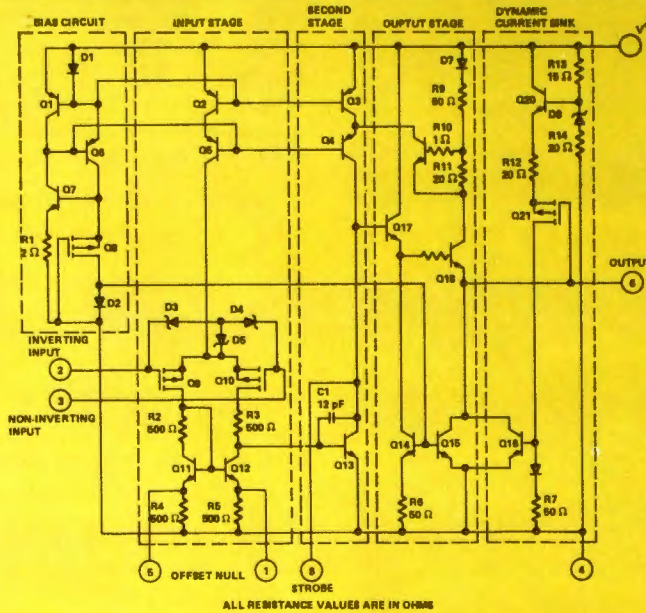 BIAS CIRCUIT
INPUT STAGE
SECOND
STAGE
OUPTUT STAGE
DYNAMIC
CURRENT SINK
D1
Q1
Q2
Q3
D7
R9
50 Ω
R10
1 Ω
R11
20 Ω
Q20
R13
15 Ω
D8
R14
20 Ω
Q6
Q5
Q4
Q7
R12
20 Ω
Q21
R1
Q8
Q17
Q18
D2
D3
D4
D5
OUTPUT
6
INVERTING
INPUT
2
Q9
Q10
3
NON-INVERTING
INPUT
R2
500 Ω
R3
500 Ω
C1
12 pF
Q11
Q12
Q13
Q14
Q15
Q16
R4
500 Ω
R5
500 Ω
R6
50 Ω
R7
50 Ω
5
OFFSET NULL
1
8
STROBE
4
ALL RESISTANCE VALUES ARE IN OHMS